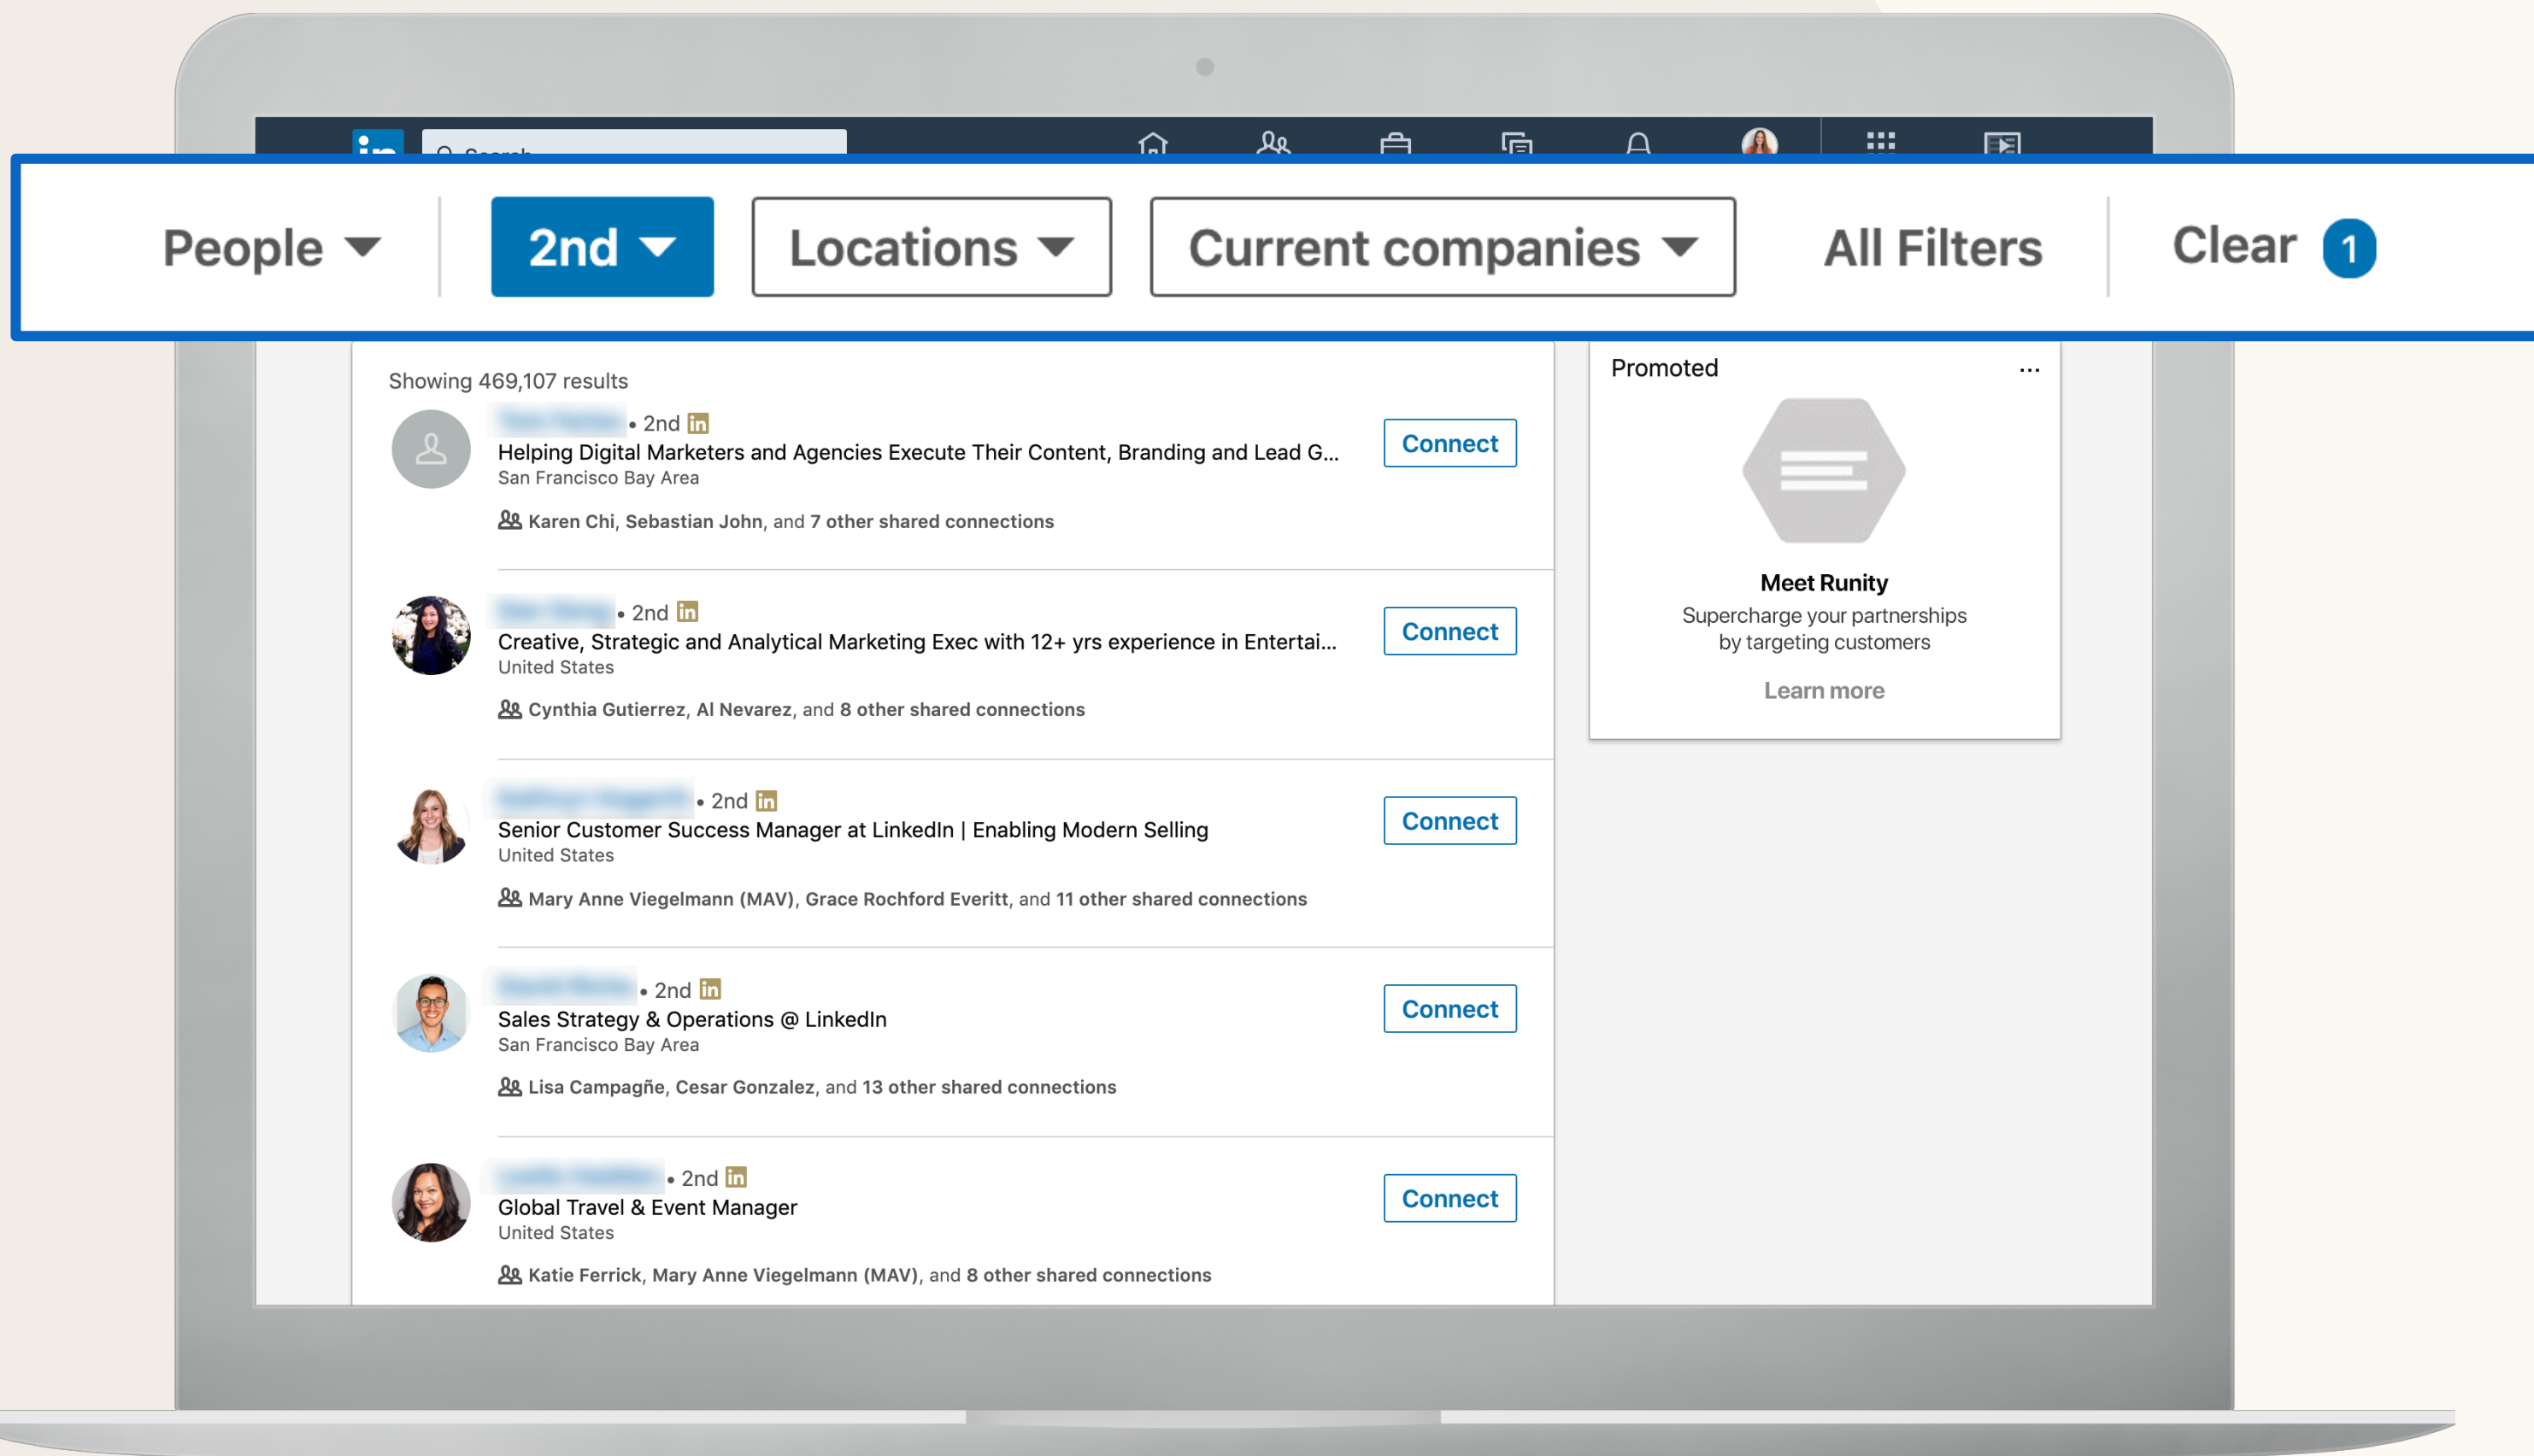 in Search
People 2nd Locations Current companies All Filters Clear 1
Showing 469,107 results
• 2nd in
Helping Digital Marketers and Agencies Execute Their Content, Branding and Lead G...
San Francisco Bay Area
Connect
Karen Chi, Sebastian John, and 7 other shared connections
• 2nd in
Creative, Strategic and Analytical Marketing Exec with 12+ yrs experience in Entertai...
United States
Connect
Cynthia Gutierrez, Al Nevarez, and 8 other shared connections
• 2nd in
Senior Customer Success Manager at LinkedIn | Enabling Modern Selling
United States
Connect
Mary Anne Viegelmann (MAV), Grace Rochford Everitt, and 11 other shared connections
• 2nd in
Sales Strategy & Operations @ LinkedIn
San Francisco Bay Area
Connect
Lisa Campagñe, Cesar Gonzalez, and 13 other shared connections
• 2nd in
Global Travel & Event Manager
United States
Connect
Katie Ferrick, Mary Anne Viegelmann (MAV), and 8 other shared connections
Promoted ...
Meet Runity
Supercharge your partnerships
by targeting customers
Learn more